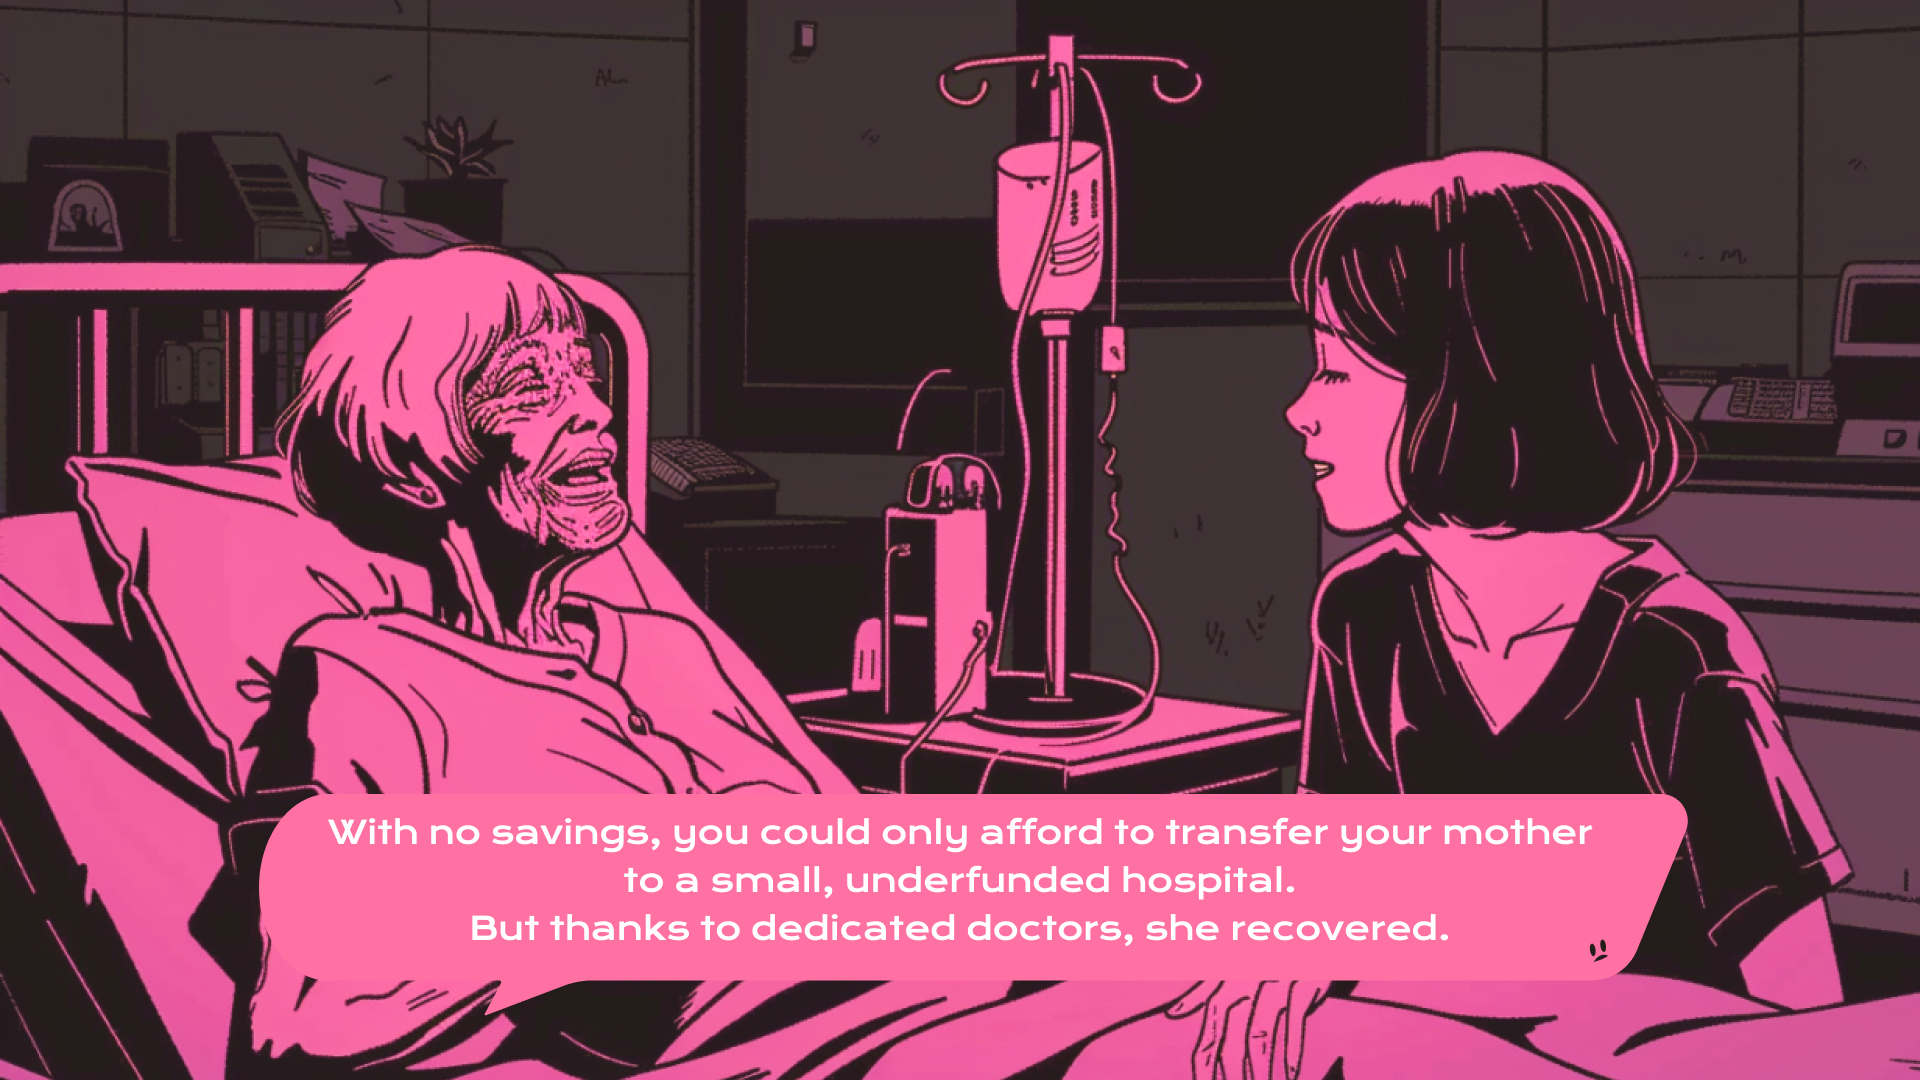 With no savings, you could only afford to transfer your mother
to a small, underfunded hospital.
But thanks to dedicated doctors, she recovered.